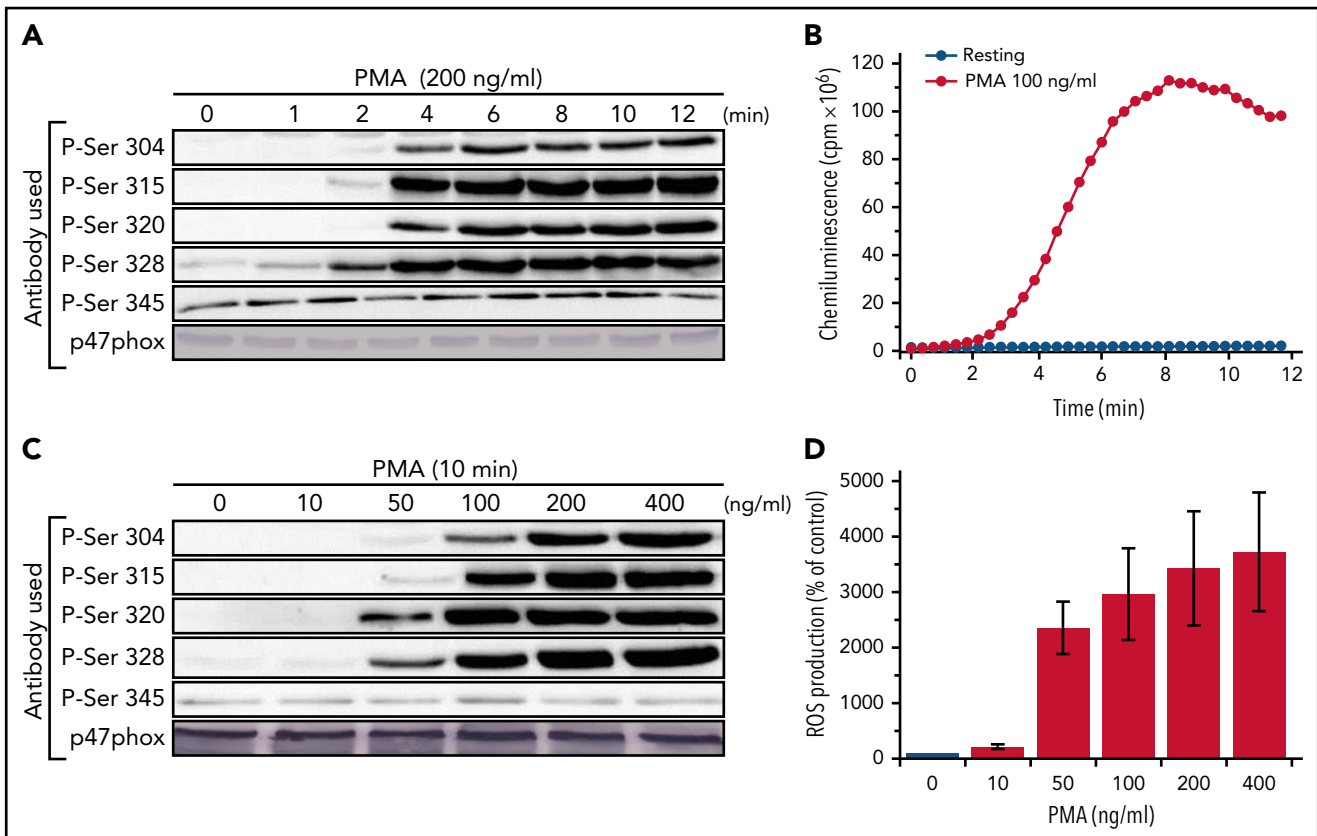 A
PMA (200 ng/ml)
0 1 2 4 6 8 10 12 (min)
Antibody used
P-Ser 304
P-Ser 315
P-Ser 320
P-Ser 328
P-Ser 345
p47phox
B
Resting
PMA 100 ng/ml
Chemiluminescence (cpm × 10⁶)
120
100
80
60
40
20
0
0 2 4 6 8 10 12
Time (min)
C
PMA (10 min)
0 10 50 100 200 400 (ng/ml)
Antibody used
P-Ser 304
P-Ser 315
P-Ser 320
P-Ser 328
P-Ser 345
p47phox
D
ROS production (% of control)
5000
4000
3000
2000
1000
0
0 10 50 100 200 400
PMA (ng/ml)